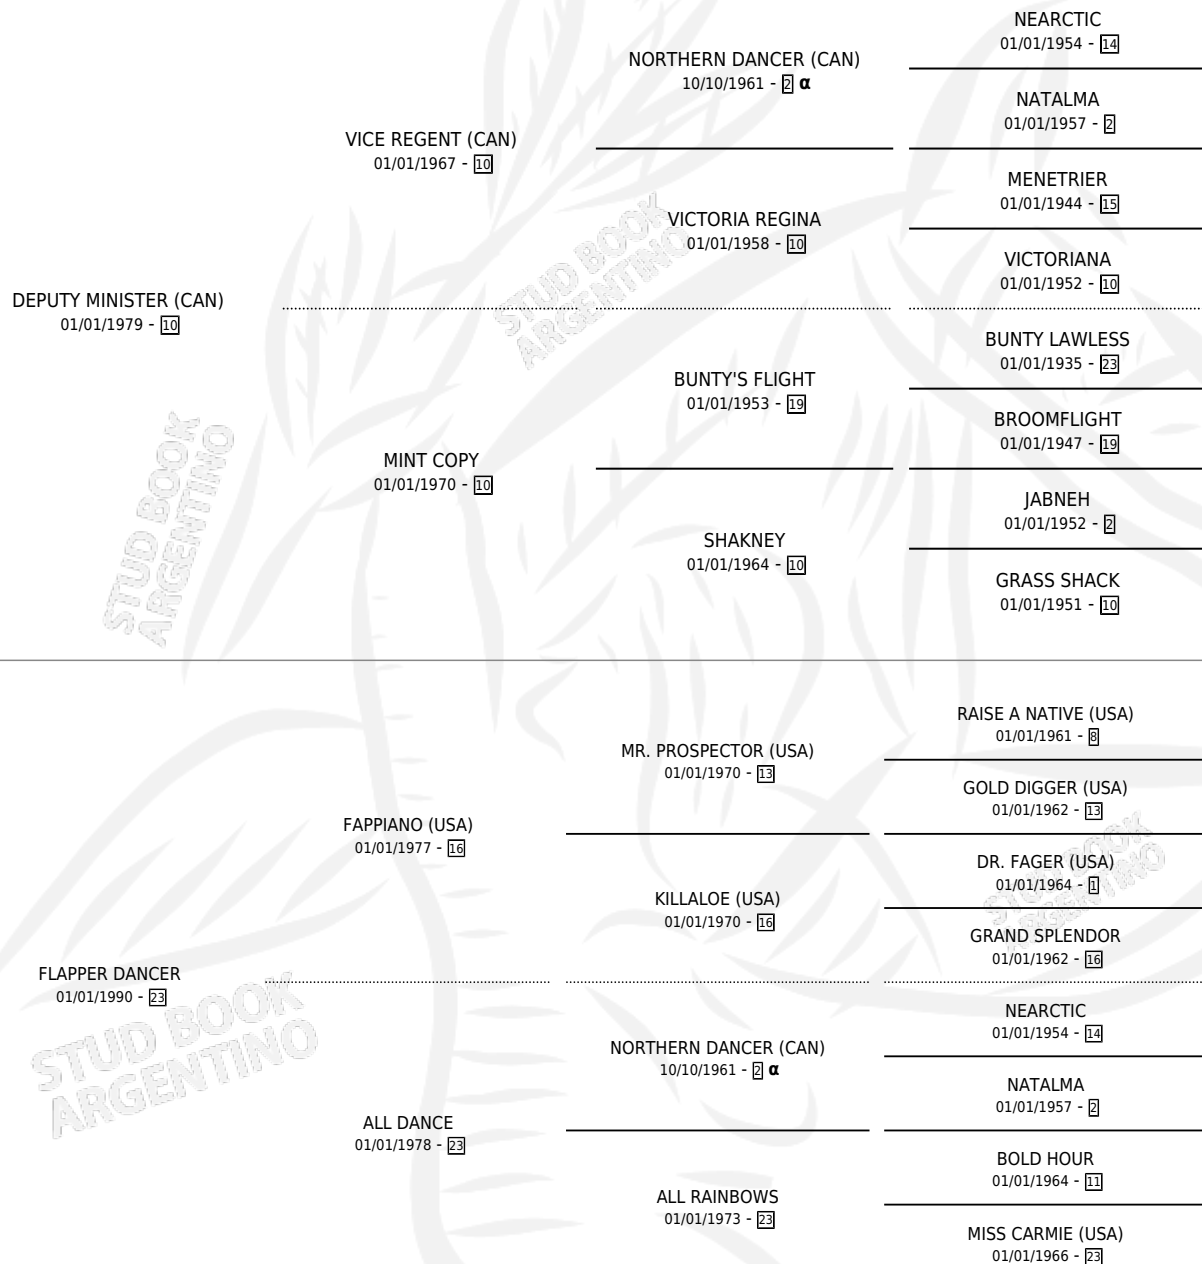 NEARCTIC
01/01/1954 - 14
NORTHERN DANCER (CAN)
10/10/1961 - 2 α
NATALMA
01/01/1957 - 2
VICE REGENT (CAN)
01/01/1967 - 10
MENETRIER
01/01/1944 - 15
VICTORIA REGINA
01/01/1958 - 10
VICTORIANA
01/01/1952 - 10
DEPUTY MINISTER (CAN)
01/01/1979 - 10
BUNTY LAWLESS
01/01/1935 - 23
BUNTY'S FLIGHT
01/01/1953 - 19
BROOMFLIGHT
01/01/1947 - 19
MINT COPY
01/01/1970 - 10
JABNEH
01/01/1952 - 2
SHAKNEY
01/01/1964 - 10
GRASS SHACK
01/01/1951 - 10
STUD BOOK
ARGENTINO
STUD BOOK
ARGENTINO
RAISE A NATIVE (USA)
01/01/1961 - 8
MR. PROSPECTOR (USA)
01/01/1970 - 13
GOLD DIGGER (USA)
01/01/1962 - 13
FAPPIANO (USA)
01/01/1977 - 16
DR. FAGER (USA)
01/01/1964 - 1
KILLALOE (USA)
01/01/1970 - 16
GRAND SPLENDOR
01/01/1962 - 16
FLAPPER DANCER
01/01/1990 - 23
NEARCTIC
01/01/1954 - 14
NORTHERN DANCER (CAN)
10/10/1961 - 2 α
NATALMA
01/01/1957 - 2
ALL DANCE
01/01/1978 - 23
BOLD HOUR
01/01/1964 - 11
ALL RAINBOWS
01/01/1973 - 23
MISS CARMIE (USA)
01/01/1966 - 23
STUD BOOK
ARGENTINO
STUD BOOK
ARGENTINO